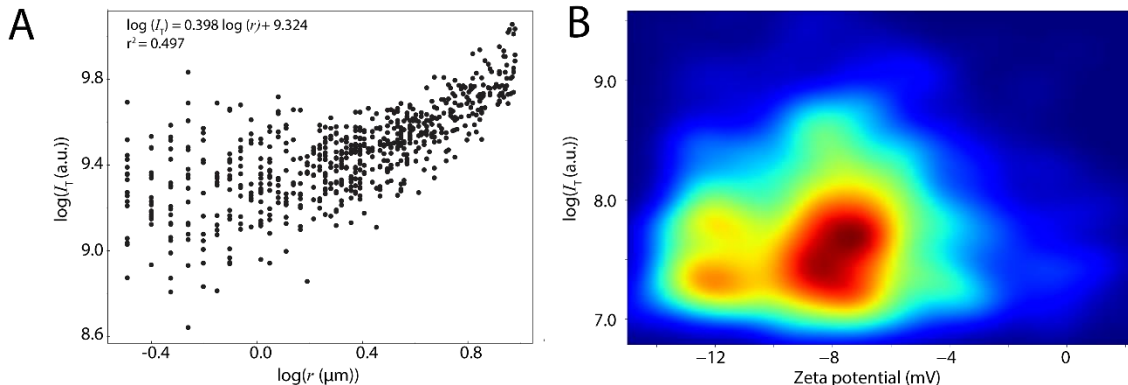 A
log (I_T) = 0.398 log (r) + 9.324
r² = 0.497
log(I_T (a.u.))
9.8
9.4
9.0
8.6
-0.4
0.0
0.4
0.8
log(r (μm))
B
log(I_T (a.u.))
9.0
8.0
7.0
−12
−8
−4
0
Zeta potential (mV)